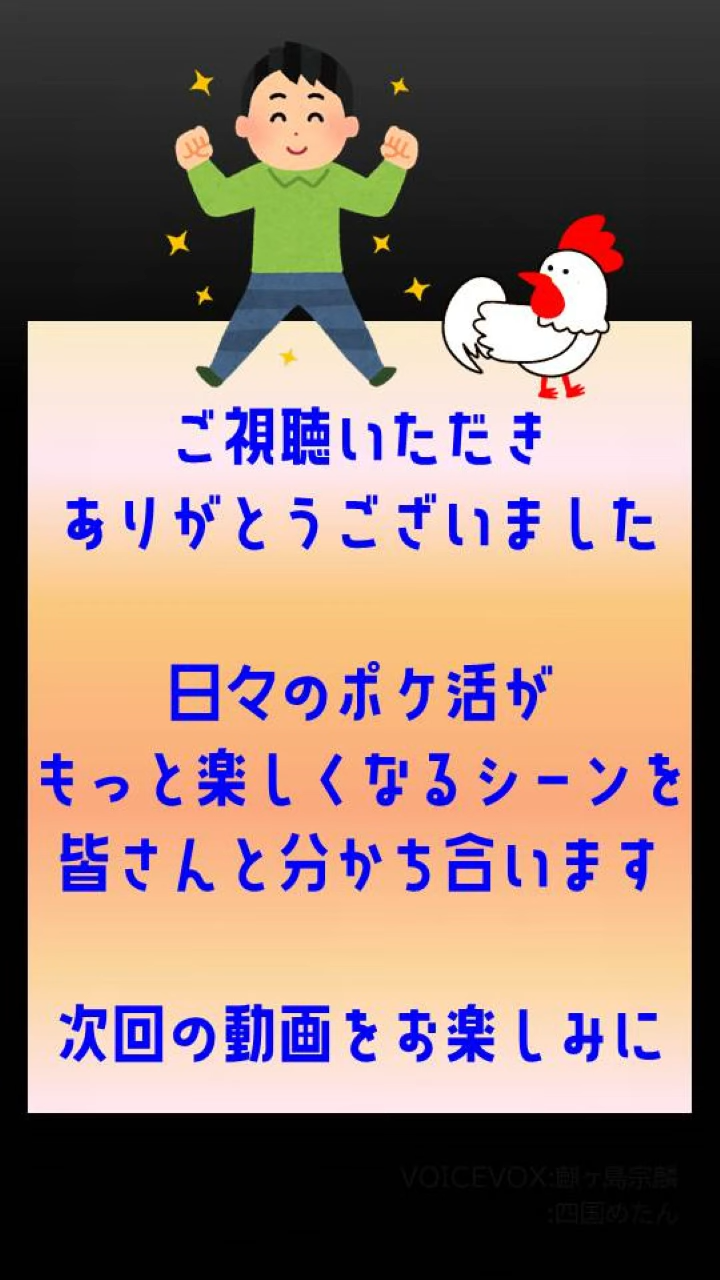 ご視聴いただき
ありがとうございました
日々のポケ活が
もっと楽しくなるシーンを
皆さんと分かち合います
次回の動画をお楽しみに
VOICEVOX:麒ヶ島宗麟
:四国めたん